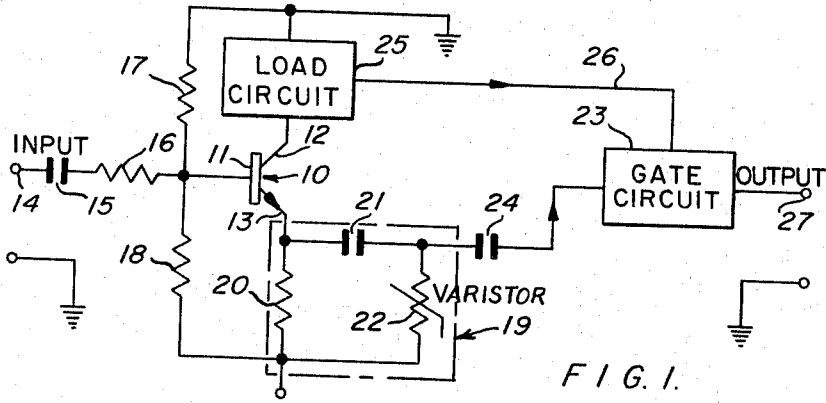 25
17
LOAD
CIRCUIT
26
12
23
INPUT
16
11
10
GATE
CIRCUIT
OUTPUT
14
15
13
21
24
27
18
20
22
VARISTOR
19
FIG.1.